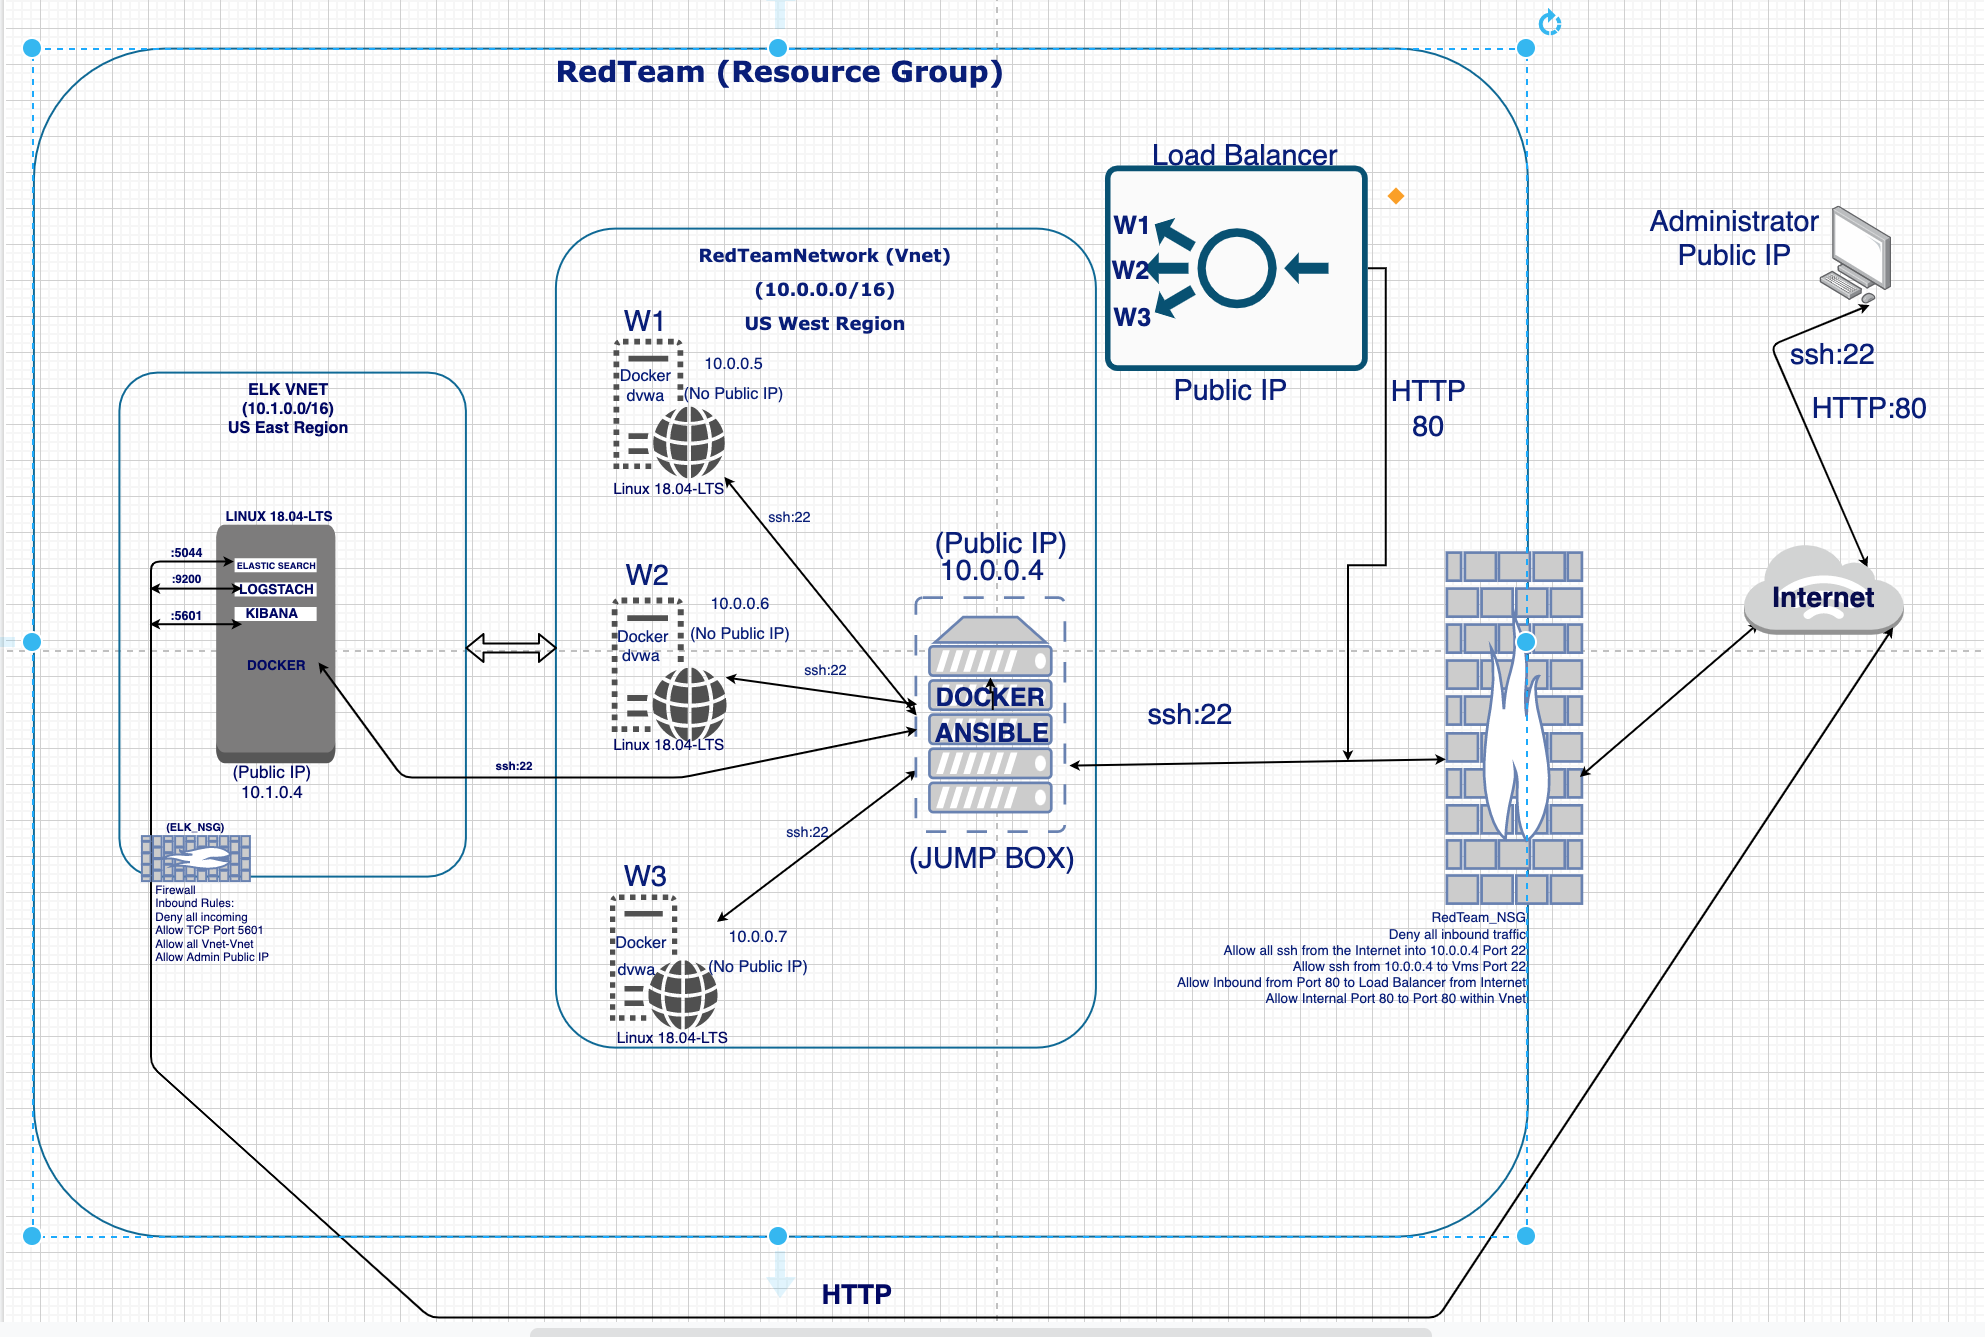 RedTeam (Resource Group)
Load Balancer
W1
W2
W3
Public IP
HTTP
80
Administrator
Public IP
ssh:22
HTTP:80
Internet
RedTeamNetwork (Vnet)
(10.0.0.0/16)
US West Region
W1
10.0.0.5
Docker
dvwa
(No Public IP)
Linux 18.04-LTS
ssh:22
W2
10.0.0.6
Docker
dvwa
(No Public IP)
Linux 18.04-LTS
ssh:22
(Public IP)
10.0.0.4
DOCKER
ANSIBLE
(JUMP BOX)
ssh:22
ssh:22
ssh:22
W3
10.0.0.7
Docker
dvwa
(No Public IP)
Linux 18.04-LTS
ELK VNET
(10.1.0.0/16)
US East Region
LINUX 18.04-LTS
:5044
ELASTIC SEARCH
:9200
LOGSTACH
:5601
KIBANA
DOCKER
(Public IP)
10.1.0.4
(ELK_NSG)
Firewall
Inbound Rules:
Deny all incoming
Allow TCP Port 5601
Allow all Vnet-Vnet
Allow Admin Public IP
RedTeam_NSG
Deny all inbound traffic
Allow all ssh from the Internet into 10.0.0.4 Port 22
Allow ssh from 10.0.0.4 to Vms Port 22
Allow Inbound from Port 80 to Load Balancer from Internet
Allow Internal Port 80 to Port 80 within Vnet
HTTP